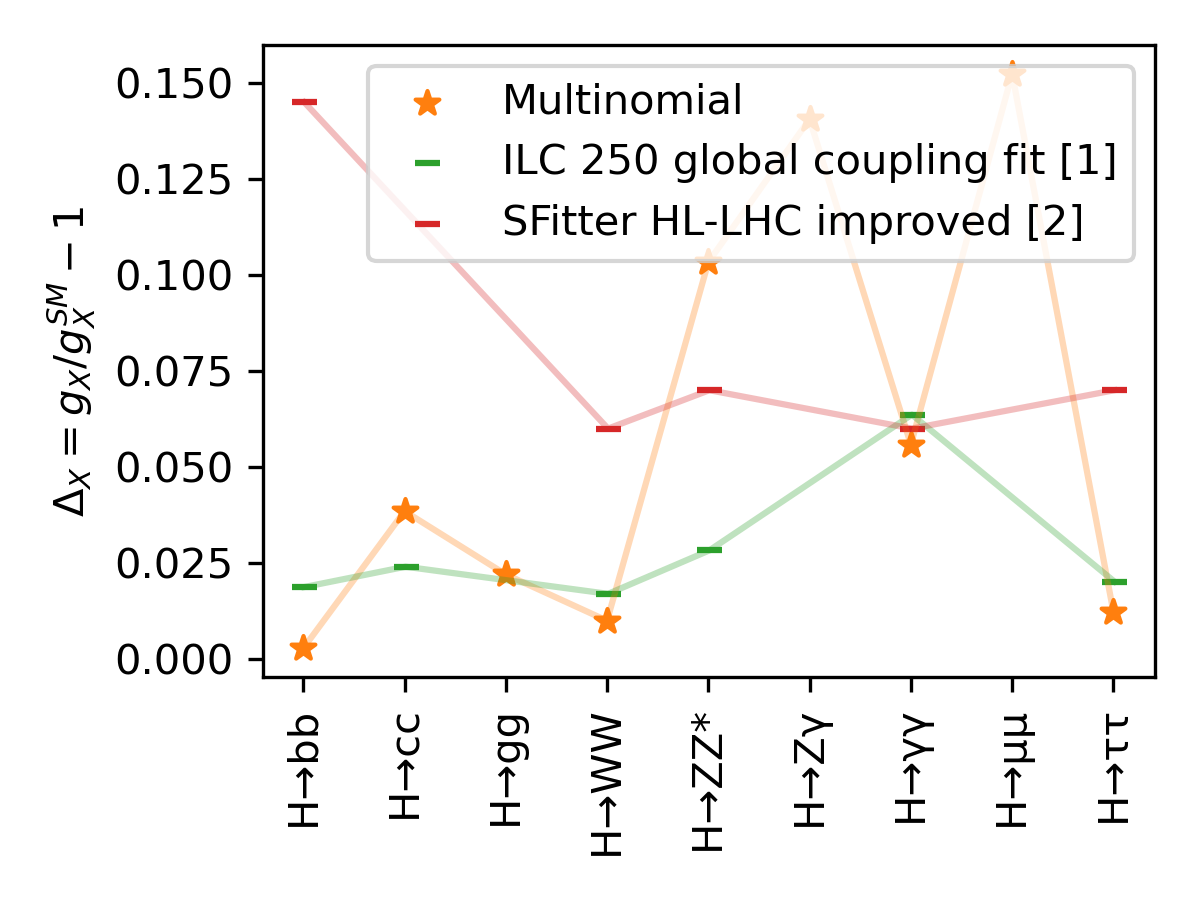 0.150
0.125
0.100
0.075
0.050
0.025
0.000
Δ_X = g_X/g_X^{SM} − 1
Multinomial
ILC 250 global coupling fit [1]
SFitter HL-LHC improved [2]
H→bb
H→cc
H→gg
H→WW
H→ZZ*
H→Zγ
H→γγ
H→μμ
H→ττ